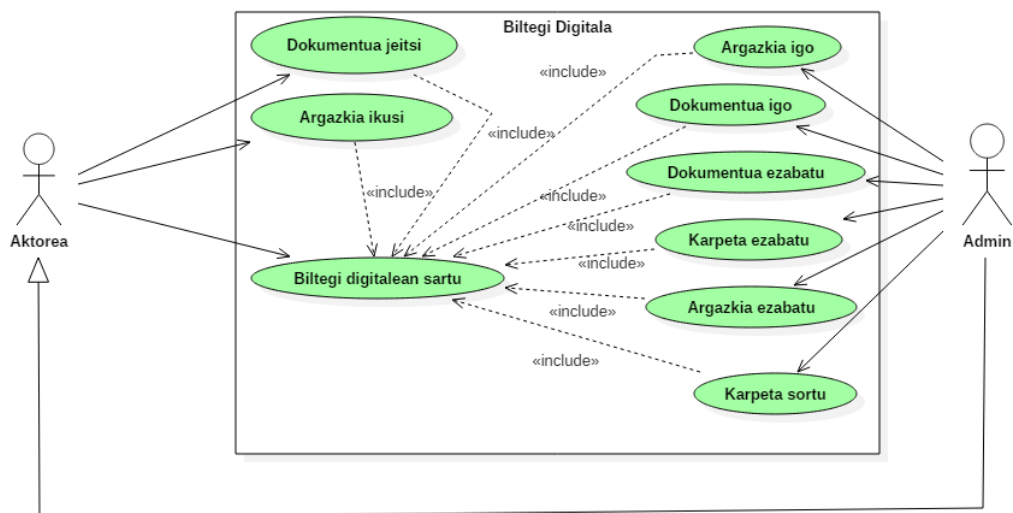 Biltegi Digitala
Dokumentua jeitsi
Argazkia igo
«include»
Dokumentua igo
Argazkia ikusi
«include»
Dokumentua ezabatu
«include»
«include»
«include»
Aktorea
Karpeta ezabatu
Admin
«include»
Biltegi digitalean sartu
Argazkia ezabatu
«include»
«include»
Karpeta sortu